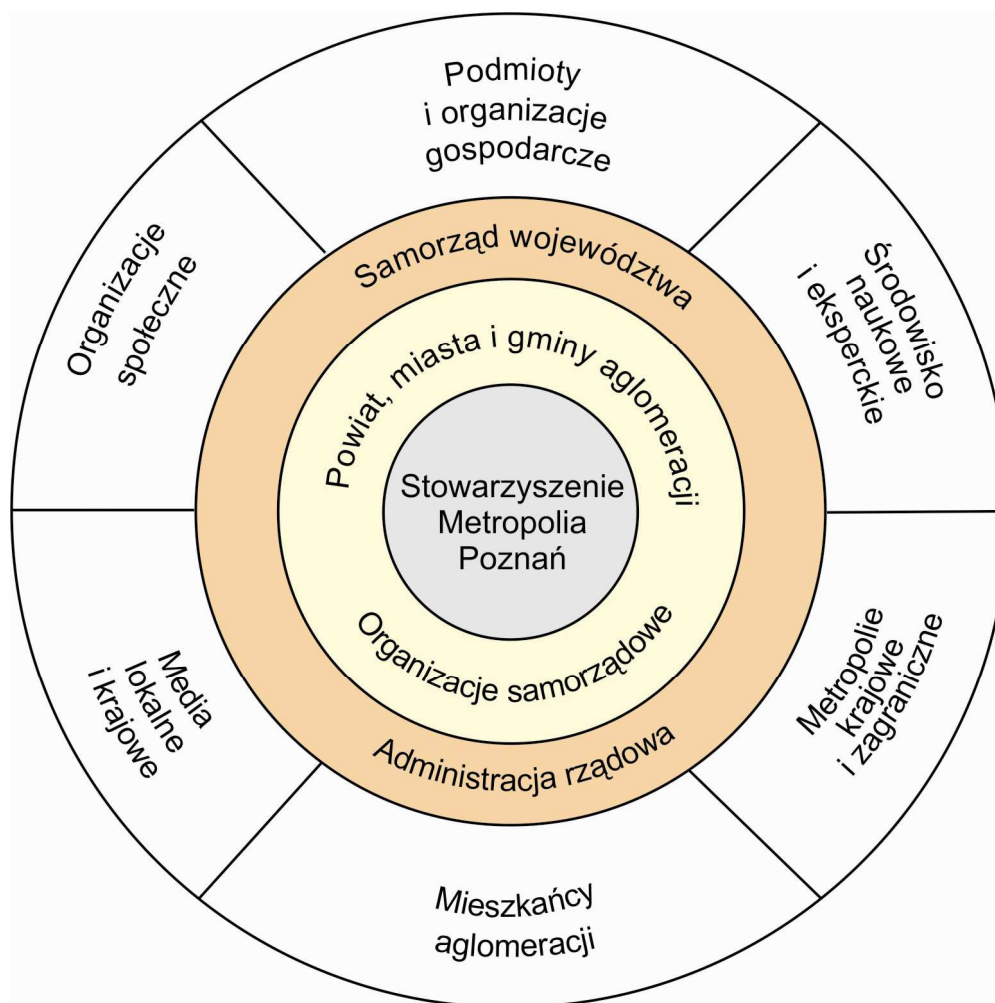 Podmioty
i organizacje
gospodarcze
Organizacje
społeczne
Samorząd województwa
Środowisko
naukowe
i eksperckie
Powiat, miasta i gminy aglomeracji
Stowarzyszenie
Metropolia
Poznań
Organizacje samorządowe
Administracja rządowa
Media
lokalne
i krajowe
Metropolie
krajowe
i zagraniczne
Mieszkańcy
aglomeracji